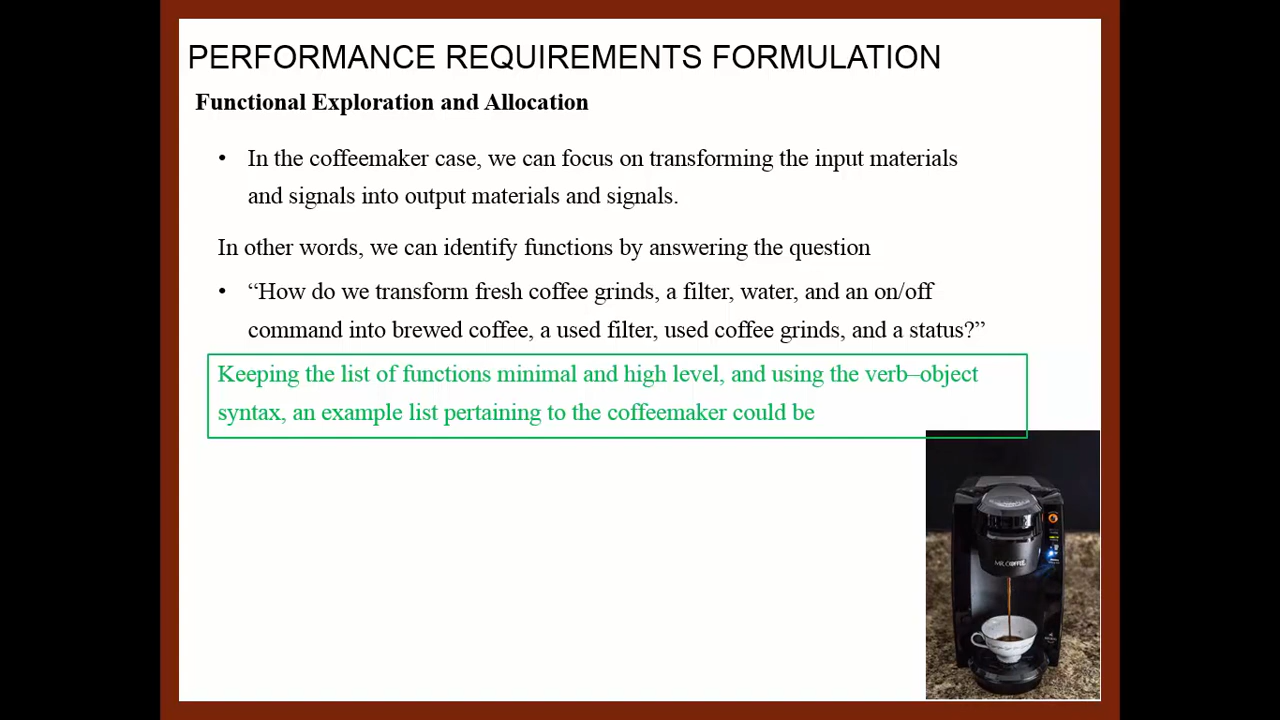 PERFORMANCE REQUIREMENTS FORMULATION
Functional Exploration and Allocation
• In the coffeemaker case, we can focus on transforming the input materials
and signals into output materials and signals.
In other words, we can identify functions by answering the question
• “How do we transform fresh coffee grinds, a filter, water, and an on/off
command into brewed coffee, a used filter, used coffee grinds, and a status?”
Keeping the list of functions minimal and high level, and using the verb–object
syntax, an example list pertaining to the coffeemaker could be
MR. COFFEE